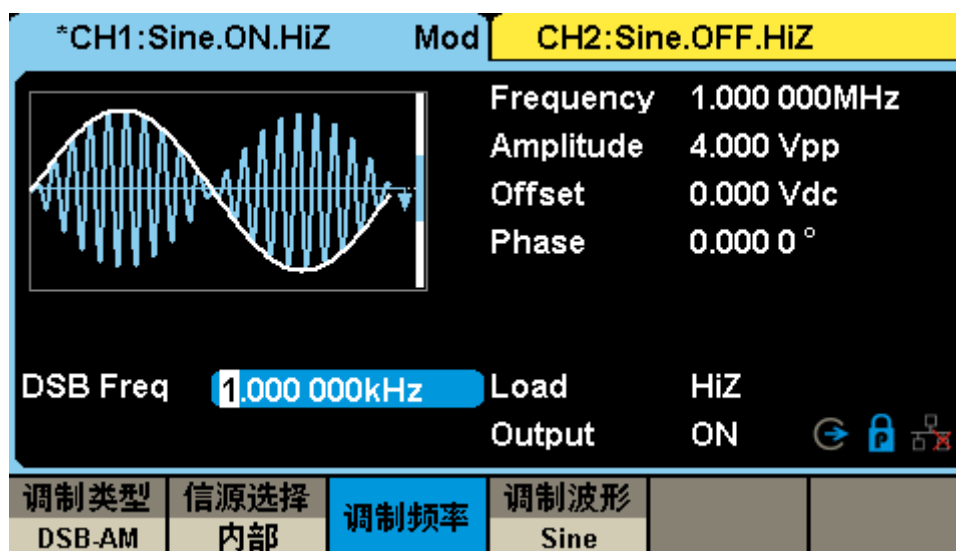 *CH1:Sine.ON.HiZ Mod CH2:Sine.OFF.HiZ
Frequency 1.000 000MHz
Amplitude 4.000 Vpp
Offset 0.000 Vdc
Phase 0.000 0 °
DSB Freq 1.000 000kHz Load HiZ
Output ON
调制类型 信源选择 调制频率 调制波形
DSB-AM 内部 Sine